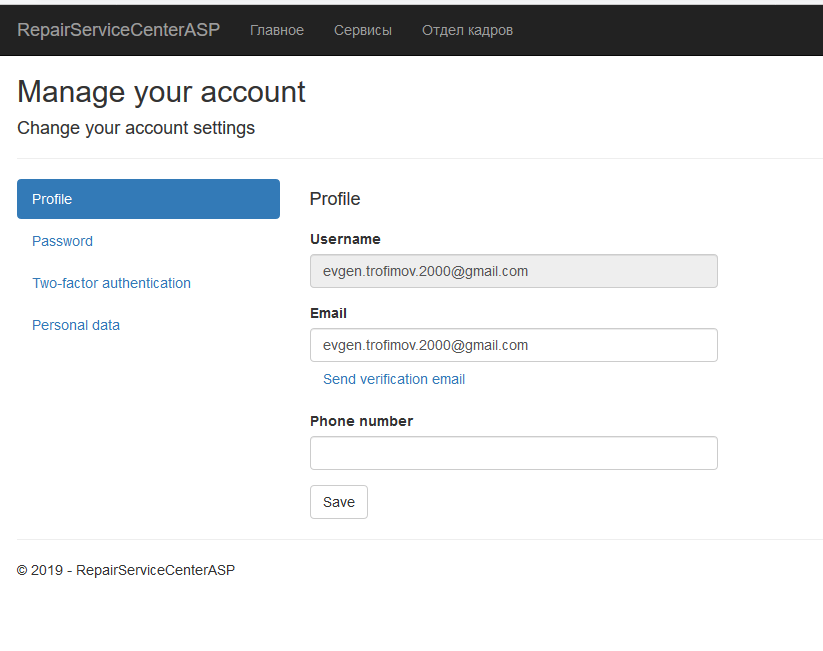 RepairServiceCenterASP Главное Сервисы Отдел кадров
Manage your account
Change your account settings
Profile
Password
Two-factor authentication
Personal data
Profile
Username
evgen.trofimov.2000@gmail.com
Email
evgen.trofimov.2000@gmail.com
Send verification email
Phone number
Save
© 2019 - RepairServiceCenterASP